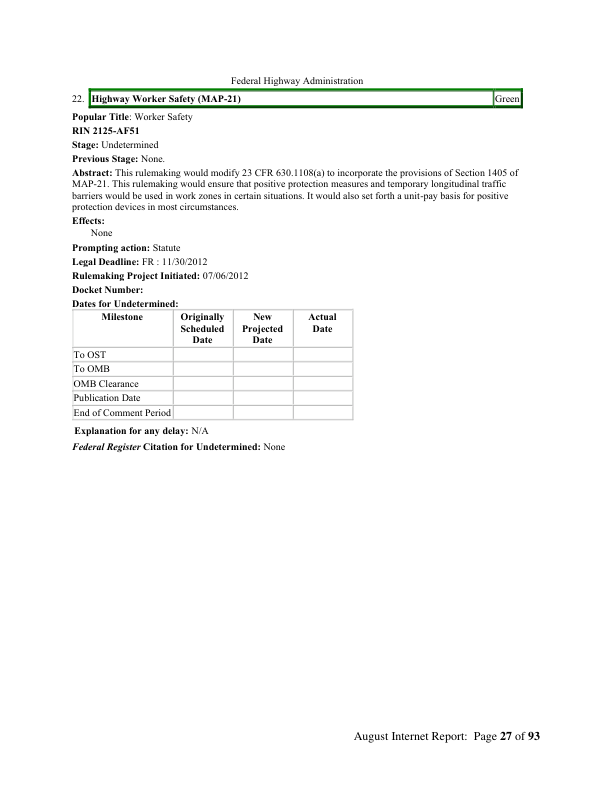 Federal Highway Administration
22. Highway Worker Safety (MAP-21) Green
Popular Title: Worker Safety
RIN 2125-AF51
Stage: Undetermined
Previous Stage: None.
Abstract: This rulemaking would modify 23 CFR 630.1108(a) to incorporate the provisions of Section 1405 of
MAP-21. This rulemaking would ensure that positive protection measures and temporary longitudinal traffic
barriers would be used in work zones in certain situations. It would also set forth a unit-pay basis for positive
protection devices in most circumstances.
Effects:
None
Prompting action: Statute
Legal Deadline: FR : 11/30/2012
Rulemaking Project Initiated: 07/06/2012
Docket Number:
Dates for Undetermined:
Milestone Originally New Actual
Scheduled Projected Date
Date Date
To OST
To OMB
OMB Clearance
Publication Date
End of Comment Period
Explanation for any delay: N/A
Federal Register Citation for Undetermined: None
August Internet Report: Page 27 of 93